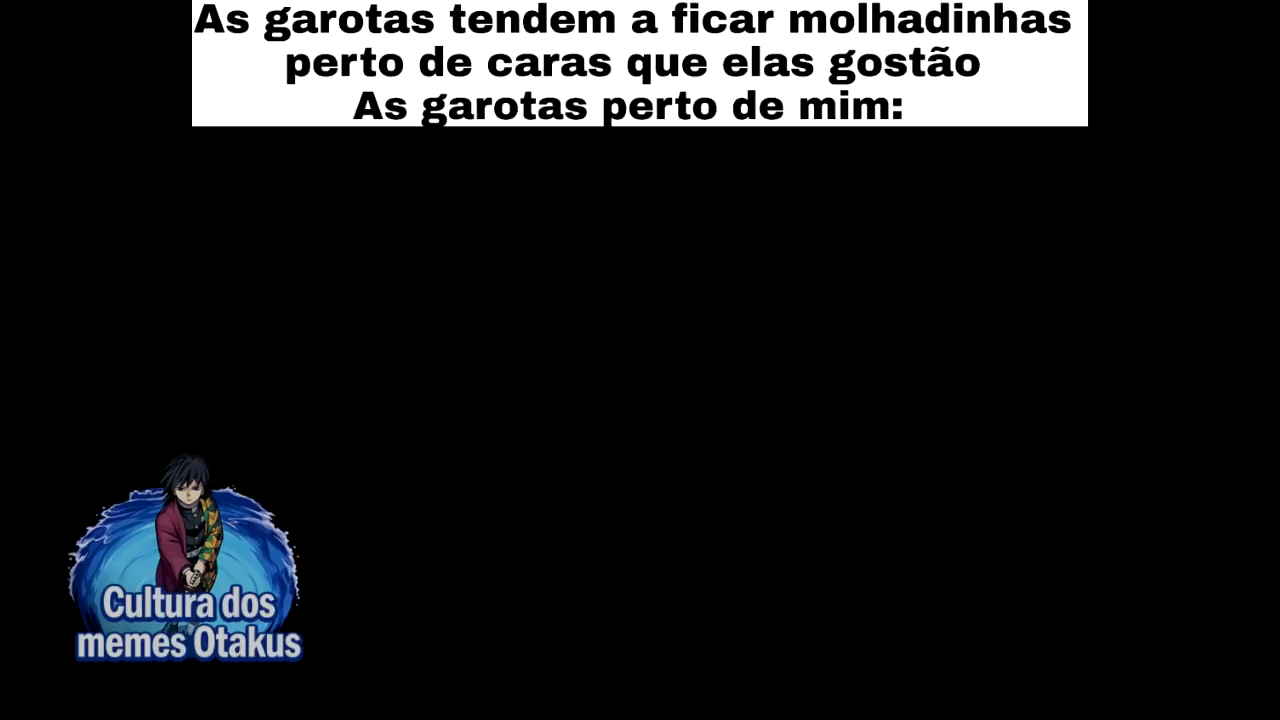 As garotas tendem a ficar molhadinhas
perto de caras que elas gostão
As garotas perto de mim:
Cultura dos
memes Otakus